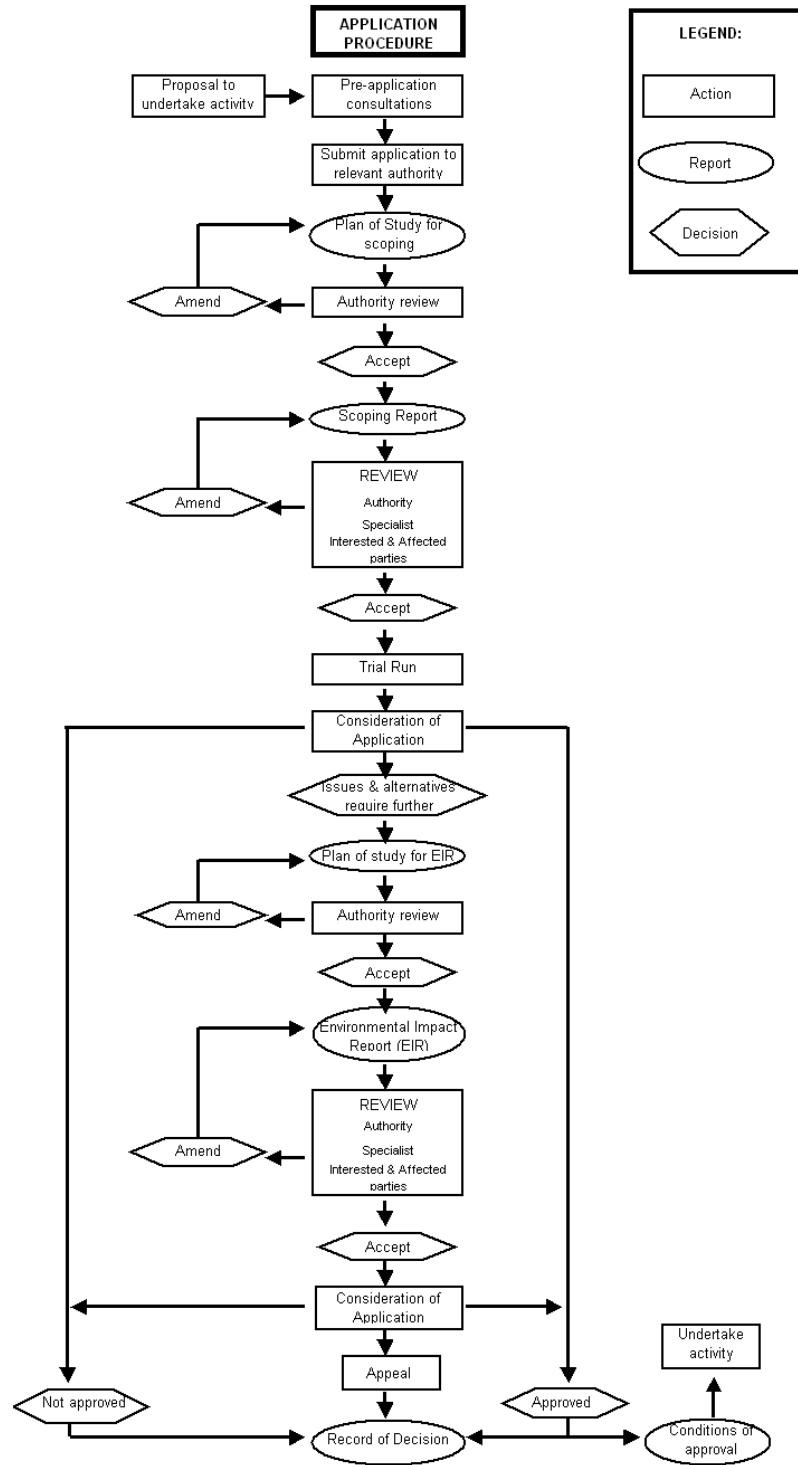 APPLICATION
PROCEDURE
LEGEND:
Action
Report
Decision
Proposal to
undertake activity
Pre-application
consultations
Submit application to
relevant authority
Plan of Study for
scoping
Amend
Authority review
Accept
Scoping Report
Amend
REVIEW
Authority
Specialist
Interested & Affected
parties
Accept
Trial Run
Consideration of
Application
Issues & alternatives
require further
Plan of study for EIR
Amend
Authority review
Accept
Environmental Impact
Report (EIR)
Amend
REVIEW
Authority
Specialist
Interested & Affected
parties
Accept
Consideration of
Application
Appeal
Undertake
activity
Not approved
Approved
Record of Decision
Conditions of
approval